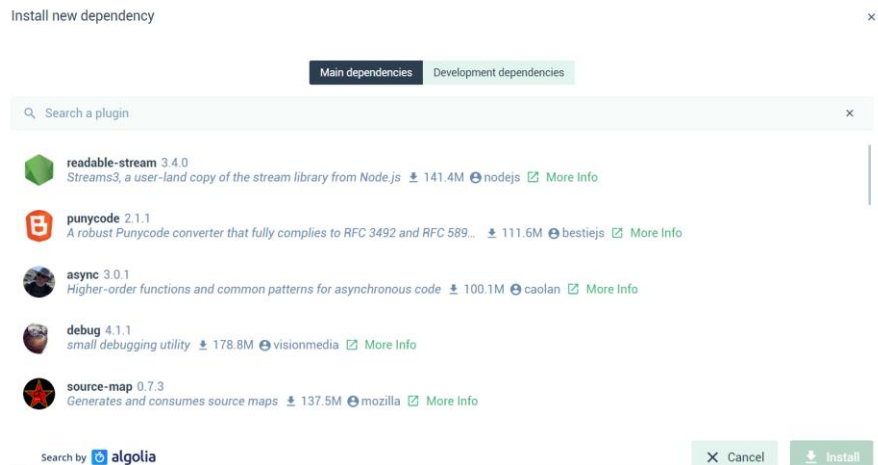 Install new dependency
Main dependencies
Development dependencies
Search a plugin
readable-stream 3.4.0
Streams3, a user-land copy of the stream library from Node.js 141.4M nodejs More Info
punycode 2.1.1
A robust Punycode converter that fully complies to RFC 3492 and RFC 589... 111.6M bestiejs More Info
async 3.0.1
Higher-order functions and common patterns for asynchronous code 100.1M caolan More Info
debug 4.1.1
small debugging utility 178.8M visionmedia More Info
source-map 0.7.3
Generates and consumes source maps 137.5M mozilla More Info
Search by algolia
Cancel
Install